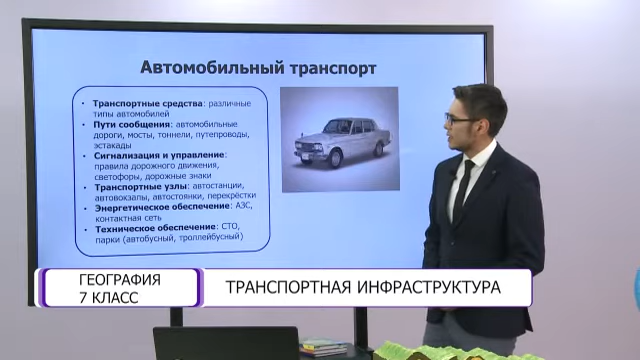 Автомобильный транспорт
• Транспортные средства: различные
типы автомобилей
• Пути сообщения: автомобильные
дороги, мосты, тоннели, путепроводы,
эстакады
• Сигнализация и управление:
правила дорожного движения,
светофоры, дорожные знаки
• Транспортные узлы: автостанции,
автовокзалы, автостоянки, перекрёстки
• Энергетическое обеспечение: АЗС,
контактная сеть
• Техническое обеспечение: СТО,
парки (автобусный, троллейбусный)
ГЕОГРАФИЯ
7 КЛАСС
ТРАНСПОРТНАЯ ИНФРАСТРУКТУРА